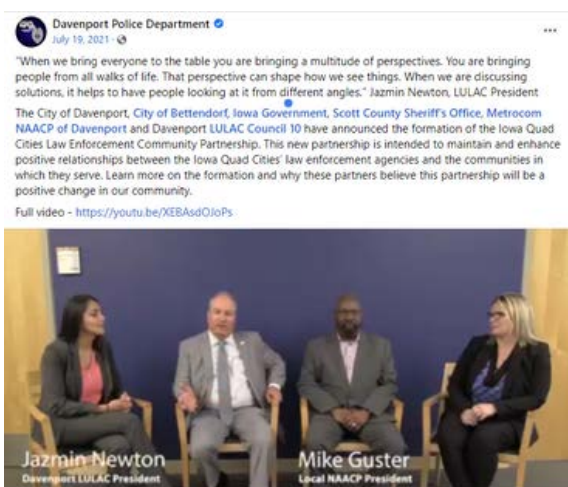 Davenport Police Department
July 19, 2021 ·
"When we bring everyone to the table you are bringing a multitude of perspectives. You are bringing
people from all walks of life. That perspective can shape how we see things. When we are discussing
solutions, it helps to have people looking at it from different angles." Jazmin Newton, LULAC President
The City of Davenport, City of Bettendorf, Iowa Government, Scott County Sheriff's Office, Metrocom
NAACP of Davenport and Davenport LULAC Council 10 have announced the formation of the Iowa Quad
Cities Law Enforcement Community Partnership. This new partnership is intended to maintain and enhance
positive relationships between the Iowa Quad Cities' law enforcement agencies and the communities in
which they serve. Learn more on the formation and why these partners believe this partnership will be a
positive change in our community.
Full video - https://youtu.be/XEBAsdOJoPs
Jazmin Newton
Davenport LULAC President
Mike Guster
Local NAACP President